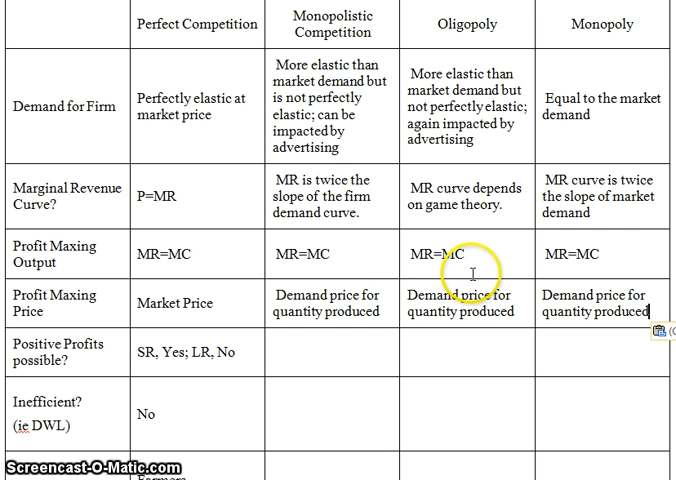 Perfect Competition
Monopolistic
Competition
Oligopoly
Monopoly
Demand for Firm
Perfectly elastic at
market price
More elastic than
market demand but
is not perfectly
elastic; can be
impacted by
advertising
More elastic than
market demand but
not perfectly elastic;
again impacted by
advertising
Equal to the market
demand
Marginal Revenue
Curve?
P=MR
MR is twice the
slope of the firm
demand curve.
MR curve depends
on game theory.
MR curve is twice
the slope of market
demand
Profit Maxing
Output
MR=MC
MR=MC
MR=MC
MR=MC
Profit Maxing
Price
Market Price
Demand price for
quantity produced
Demand price for
quantity produced
Demand price for
quantity produced
Positive Profits
possible?
SR, Yes; LR, No
Inefficient?
(ie DWL)
No
Screencast-O-Matic.com